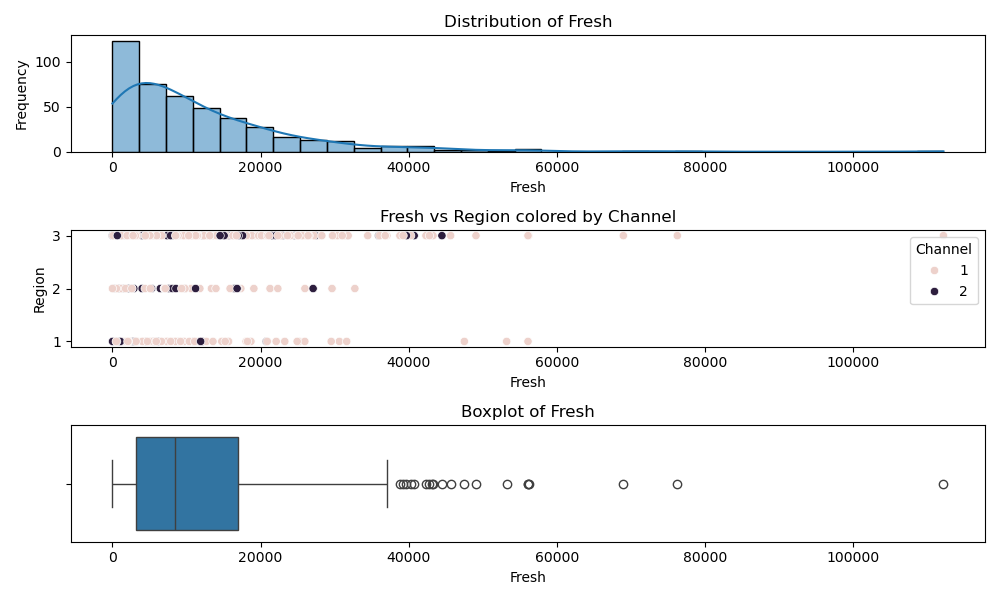 Distribution of Fresh
100
50
0
Frequency
0 20000 40000 60000 80000 100000
Fresh
Fresh vs Region colored by Channel
3
2
1
Region
Channel
1
2
0 20000 40000 60000 80000 100000
Fresh
Boxplot of Fresh
0 20000 40000 60000 80000 100000
Fresh